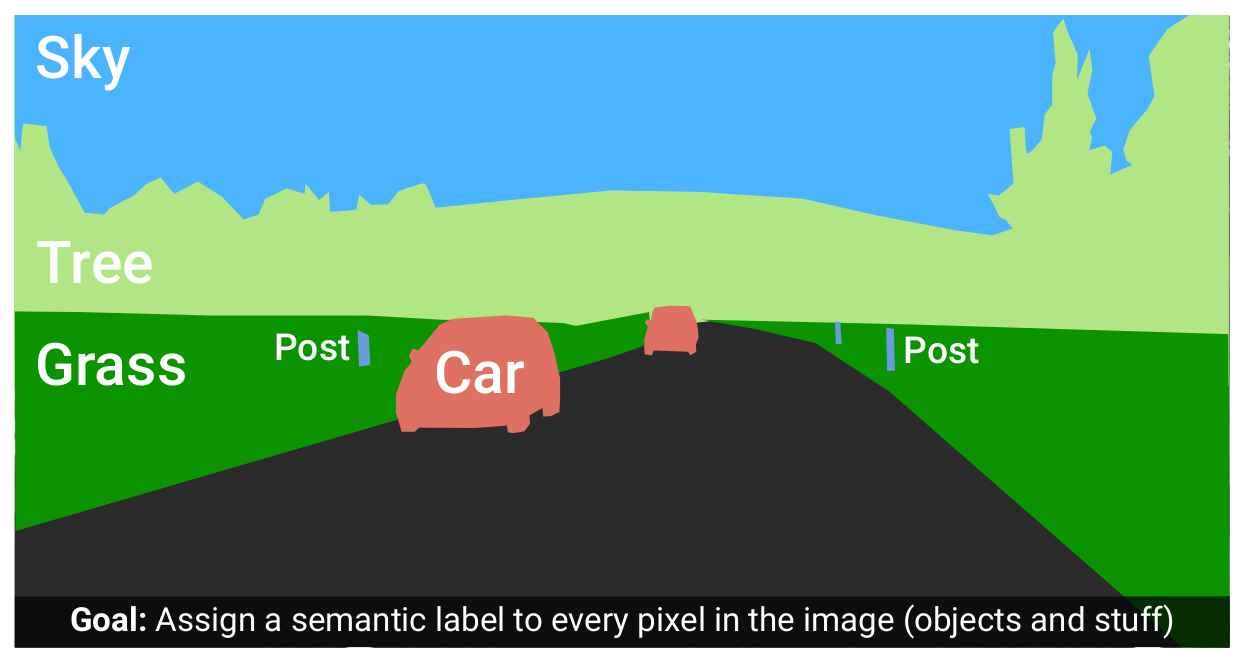 Sky
Tree
Grass
Post
Car
Post
Goal: Assign a semantic label to every pixel in the image (objects and stuff)